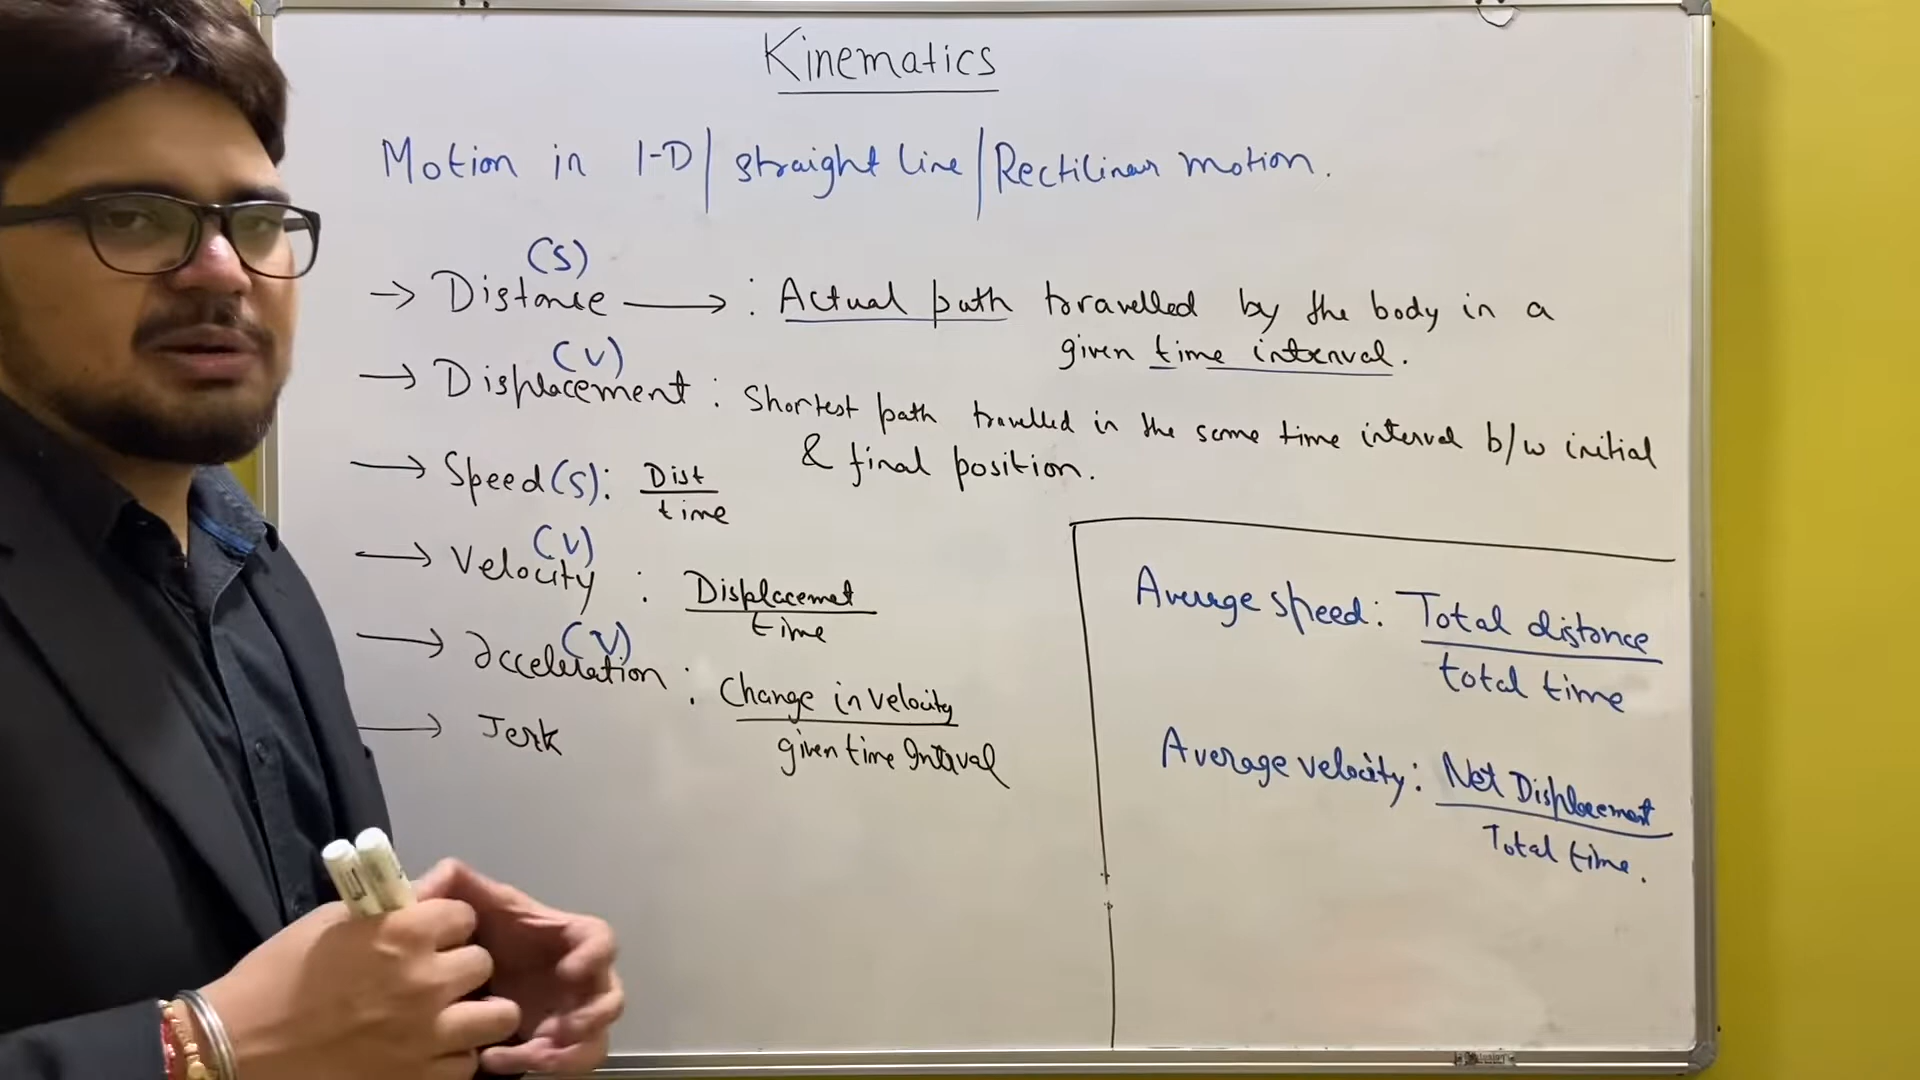 Kinematics
Motion in 1-D/ straight line/Rectilinear motion.
(S)
→ Distance ⟶ : Actual path travelled by the body in a
given time interval.
(V)
→ Displacement : Shortest path travelled in the same time interval b/w initial
& final position.
→ Speed(S): Dist
time
(V)
→ Velocity : Displacemet
time
(V)
→ acceleration : Change in velocity
given time Interval
→ Jerk
Average speed: Total distance
total time
Average velocity: Net Displacement
Total time.